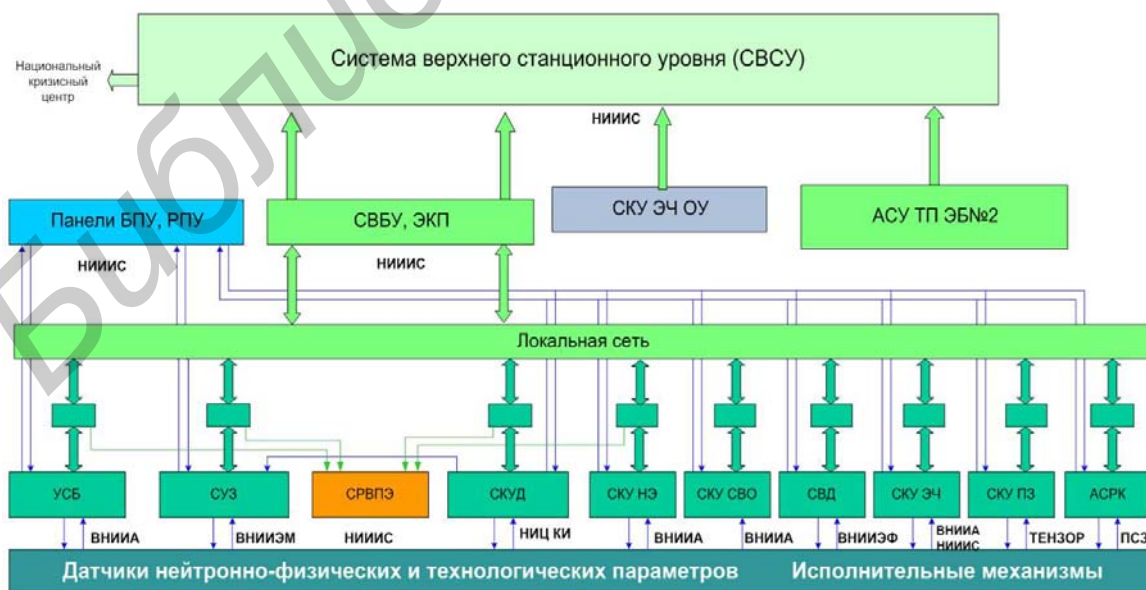 Система верхнего станционного уровня (СВСУ)
Национальный
кризисный
центр
НИИИС
Панели БПУ, РПУ
СВБУ, ЭКП
СКУ ЭЧ ОУ
АСУ ТП ЭБ№2
НИИИС
НИИИС
Локальная сеть
УСБ
СУЗ
СРВПЭ
СКУД
СКУ НЭ
СКУ СВО
СВД
СКУ ЭЧ
СКУ ПЗ
АСРК
ВНИИА
ВНИИЭМ
НИИИС
НИЦ КИ
ВНИИА
ВНИИА
ВНИИЭФ
ВНИИА
НИИИС
ТЕНЗОР
ПСЗ
Датчики нейтронно-физических и технологических параметров
Исполнительные механизмы
Библи